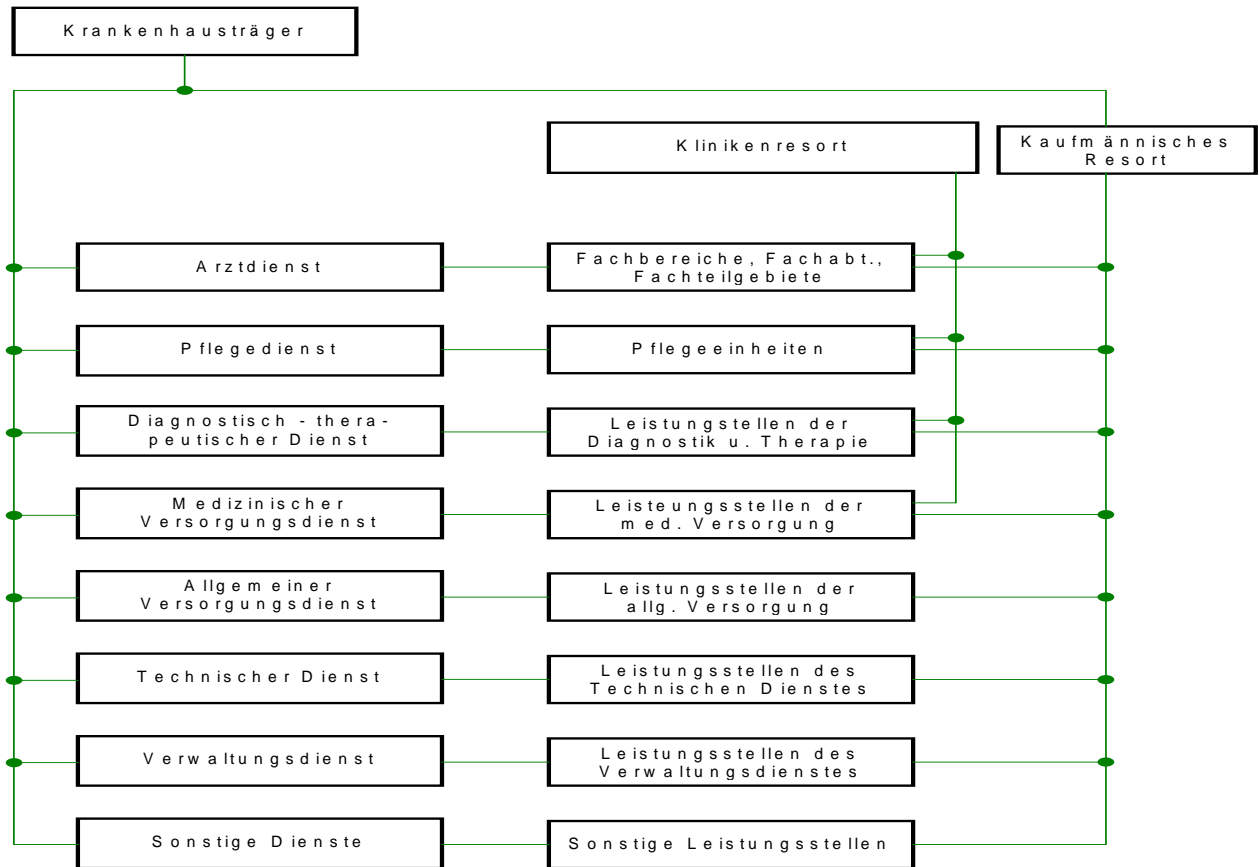 Krankenhausträger
Klinikenresort
Kaufmännisches
Resort
Arztdienst
Fachbereiche, Fachabt.,
Fachteilgebiete
Pflegedienst
Pflegeeinheiten
Diagnostisch - thera-
peutischer Dienst
Leistungstellen der
Diagnostik u. Therapie
Medizinischer
Versorgungsdienst
Leisteungsstellen der
med. Versorgung
Allgemeiner
Versorgungsdienst
Leistungsstellen der
allg. Versorgung
Technischer Dienst
Leistungsstellen des
Technischen Dienstes
Verwaltungsdienst
Leistungsstellen des
Verwaltungsdienstes
Sonstige Dienste
Sonstige Leistungsstellen